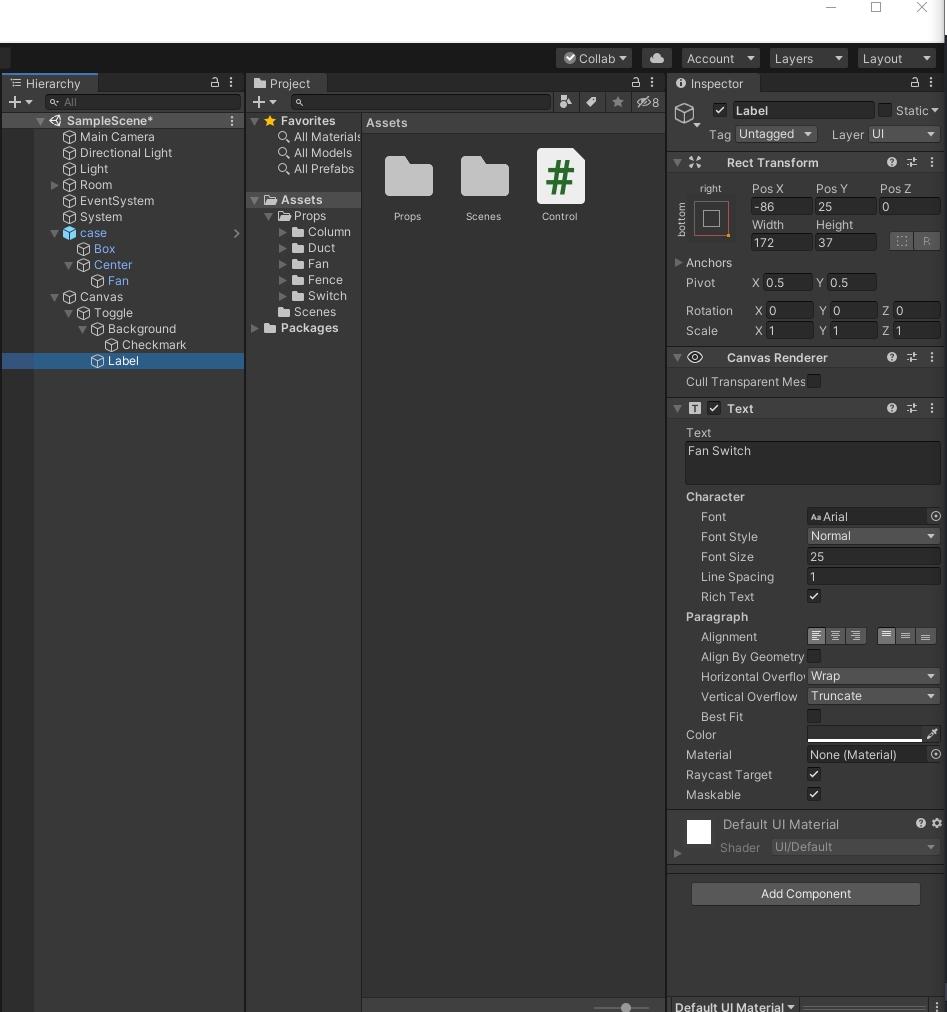 Collab
Account
Layers
Layout
Hierarchy
All
SampleScene*
Main Camera
Directional Light
Light
Room
EventSystem
System
case
Box
Center
Fan
Canvas
Toggle
Background
Checkmark
Label
Project
8
Favorites
All Materials
All Models
All Prefabs
Assets
Props
Column
Duct
Fan
Fence
Switch
Scenes
Packages
Assets
Props
Scenes
#
Control
Inspector
Label
Static
Tag Untagged Layer UI
Rect Transform
right
bottom
Pos X Pos Y Pos Z
-86 25 0
Width Height
172 37
R
Anchors
Pivot X 0.5 Y 0.5
Rotation X 0 Y 0 Z 0
Scale X 1 Y 1 Z 1
Canvas Renderer
Cull Transparent Mes
T Text
Text
Fan Switch
Character
Font Aa Arial
Font Style Normal
Font Size 25
Line Spacing 1
Rich Text
Paragraph
Alignment
Align By Geometry
Horizontal Overflo Wrap
Vertical Overflow Truncate
Best Fit
Color
Material None (Material)
Raycast Target
Maskable
Default UI Material
Shader UI/Default
Add Component
Default UI Material